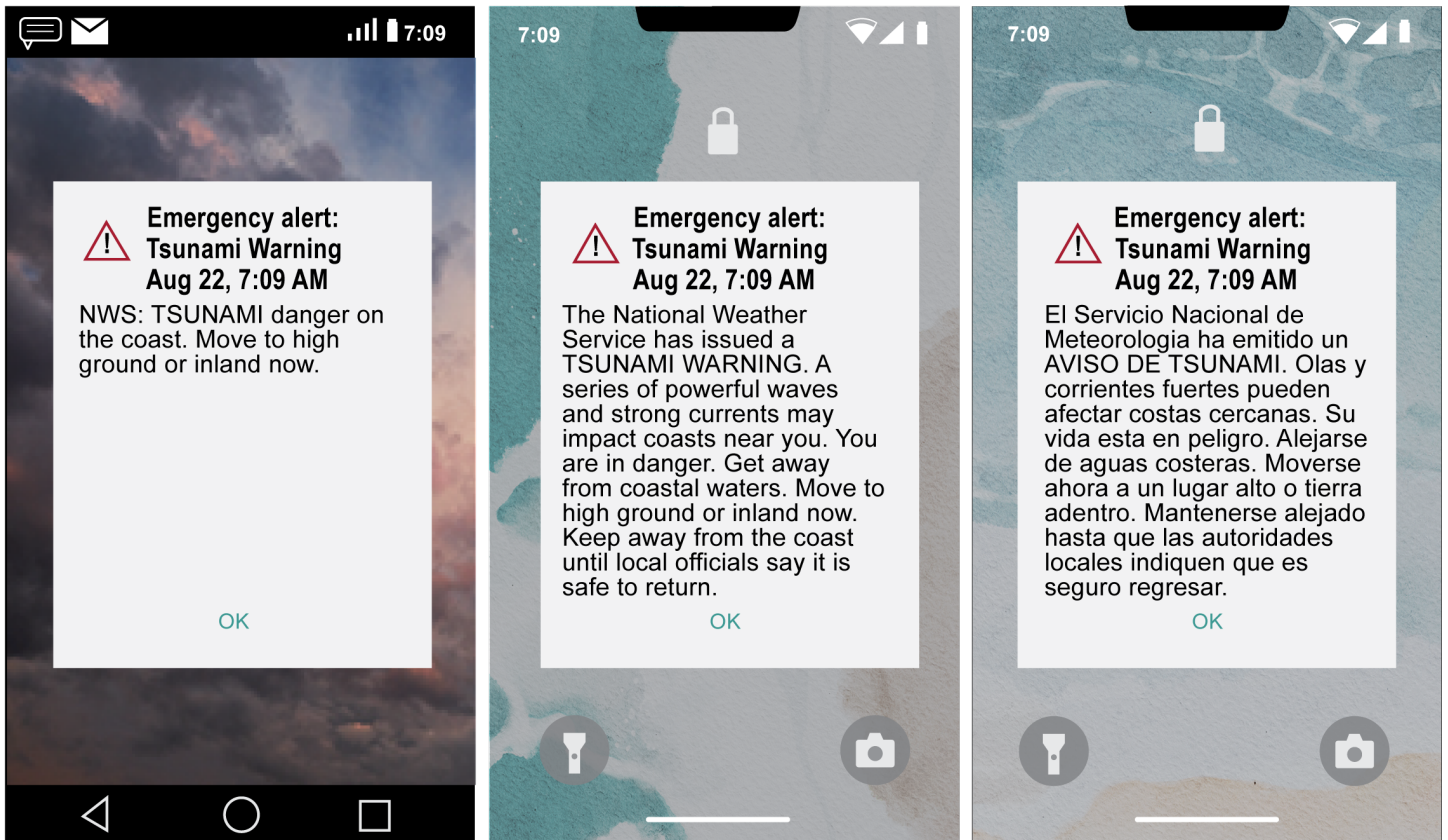 7:09
Emergency alert:
Tsunami Warning
Aug 22, 7:09 AM
NWS: TSUNAMI danger on
the coast. Move to high
ground or inland now.
OK
7:09
Emergency alert:
Tsunami Warning
Aug 22, 7:09 AM
The National Weather
Service has issued a
TSUNAMI WARNING. A
series of powerful waves
and strong currents may
impact coasts near you. You
are in danger. Get away
from coastal waters. Move to
high ground or inland now.
Keep away from the coast
until local officials say it is
safe to return.
OK
7:09
Emergency alert:
Tsunami Warning
Aug 22, 7:09 AM
El Servicio Nacional de
Meteorologia ha emitido un
AVISO DE TSUNAMI. Olas y
corrientes fuertes pueden
afectar costas cercanas. Su
vida esta en peligro. Alejarse
de aguas costeras. Moverse
ahora a un lugar alto o tierra
adentro. Mantenerse alejado
hasta que las autoridades
locales indiquen que es
seguro regresar.
OK